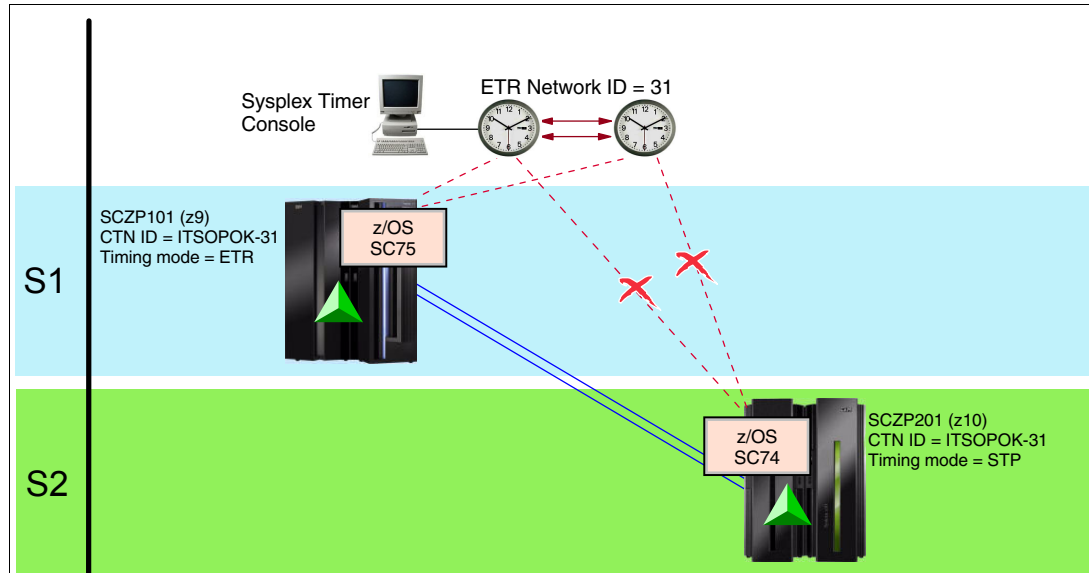 ETR Network ID = 31
Sysplex Timer
Console
SCZP101 (z9)
CTN ID = ITSOPOK-31
Timing mode = ETR
z/OS
SC75
S1
z/OS
SC74
SCZP201 (z10)
CTN ID = ITSOPOK-31
Timing mode = STP
S2